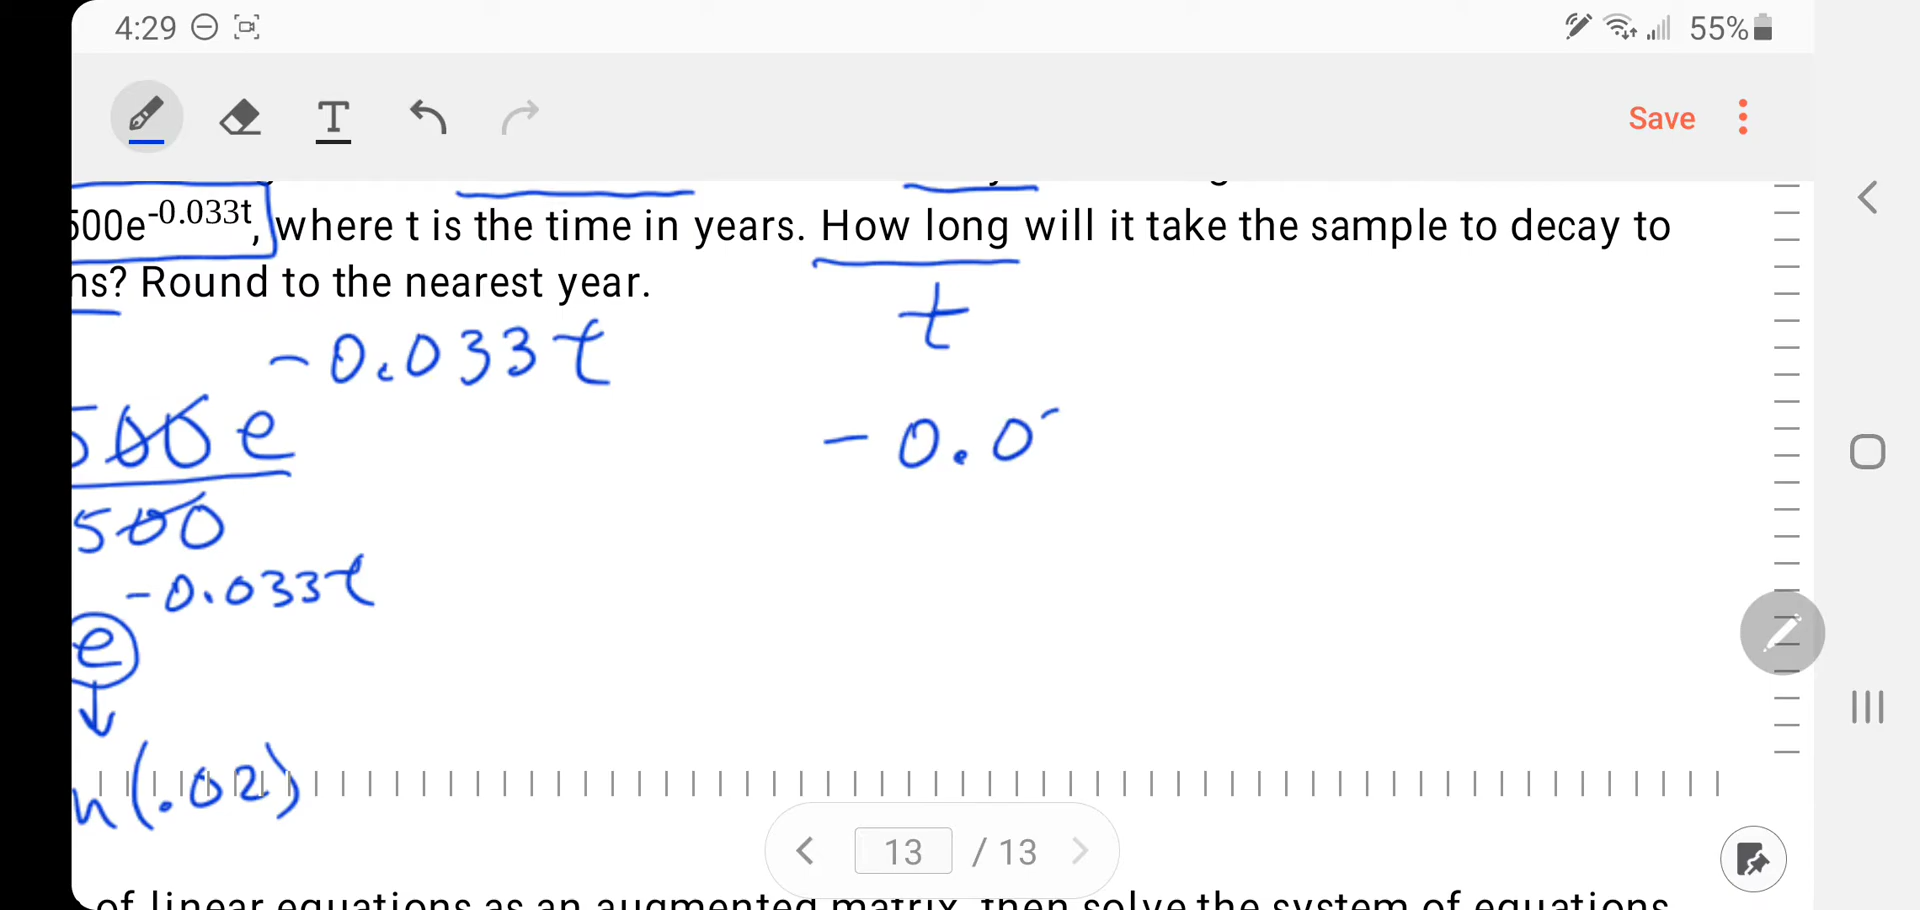 4:29 55%
T Save
500e^-0.033t, where t is the time in years. How long will it take the sample to decay to
ns? Round to the nearest year.
t
-0.033t
500e
-0.0
500
-0.033t
e
n(.02)
13 / 13
of linear equations as an augmented matrix, then solve the system of equations